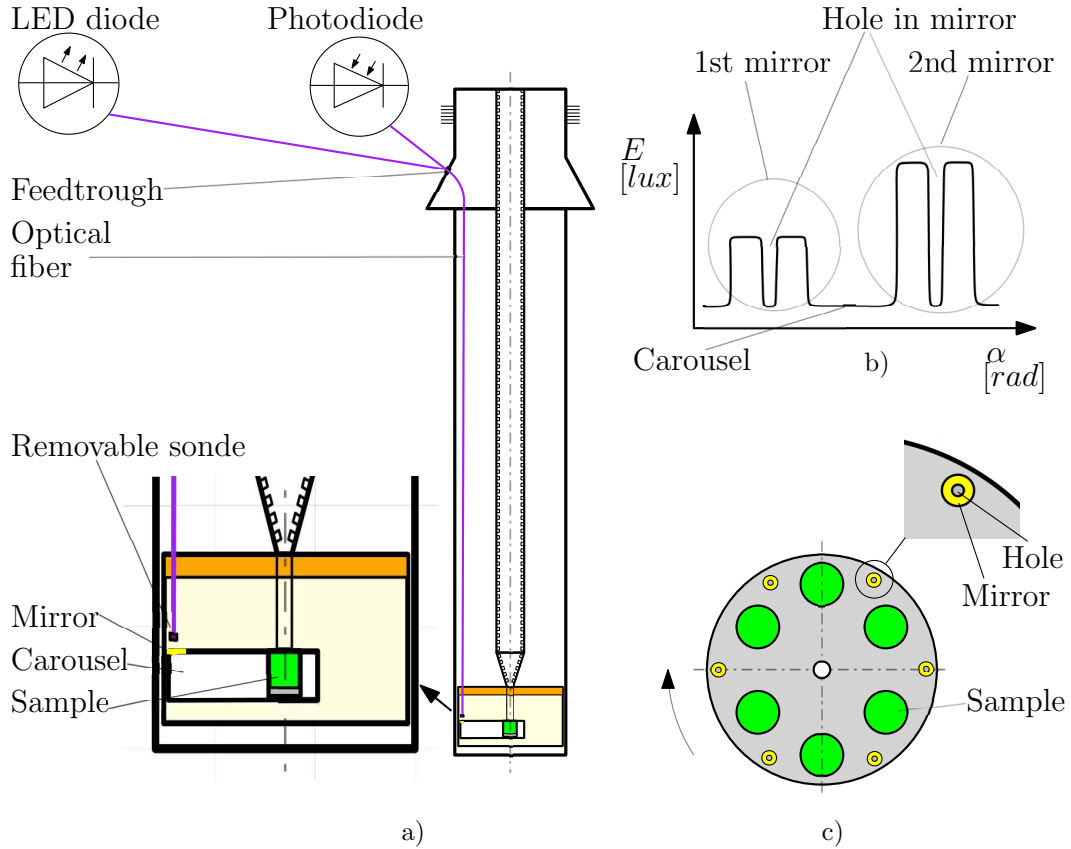 LED diode
Photodiode
Feedtrough
Optical
fiber
Removable sonde
Mirror
Carousel
Sample
a)
Hole in mirror
1st mirror
2nd mirror
E
[lux]
Carousel
α
[rad]
b)
Hole
Mirror
Sample
c)